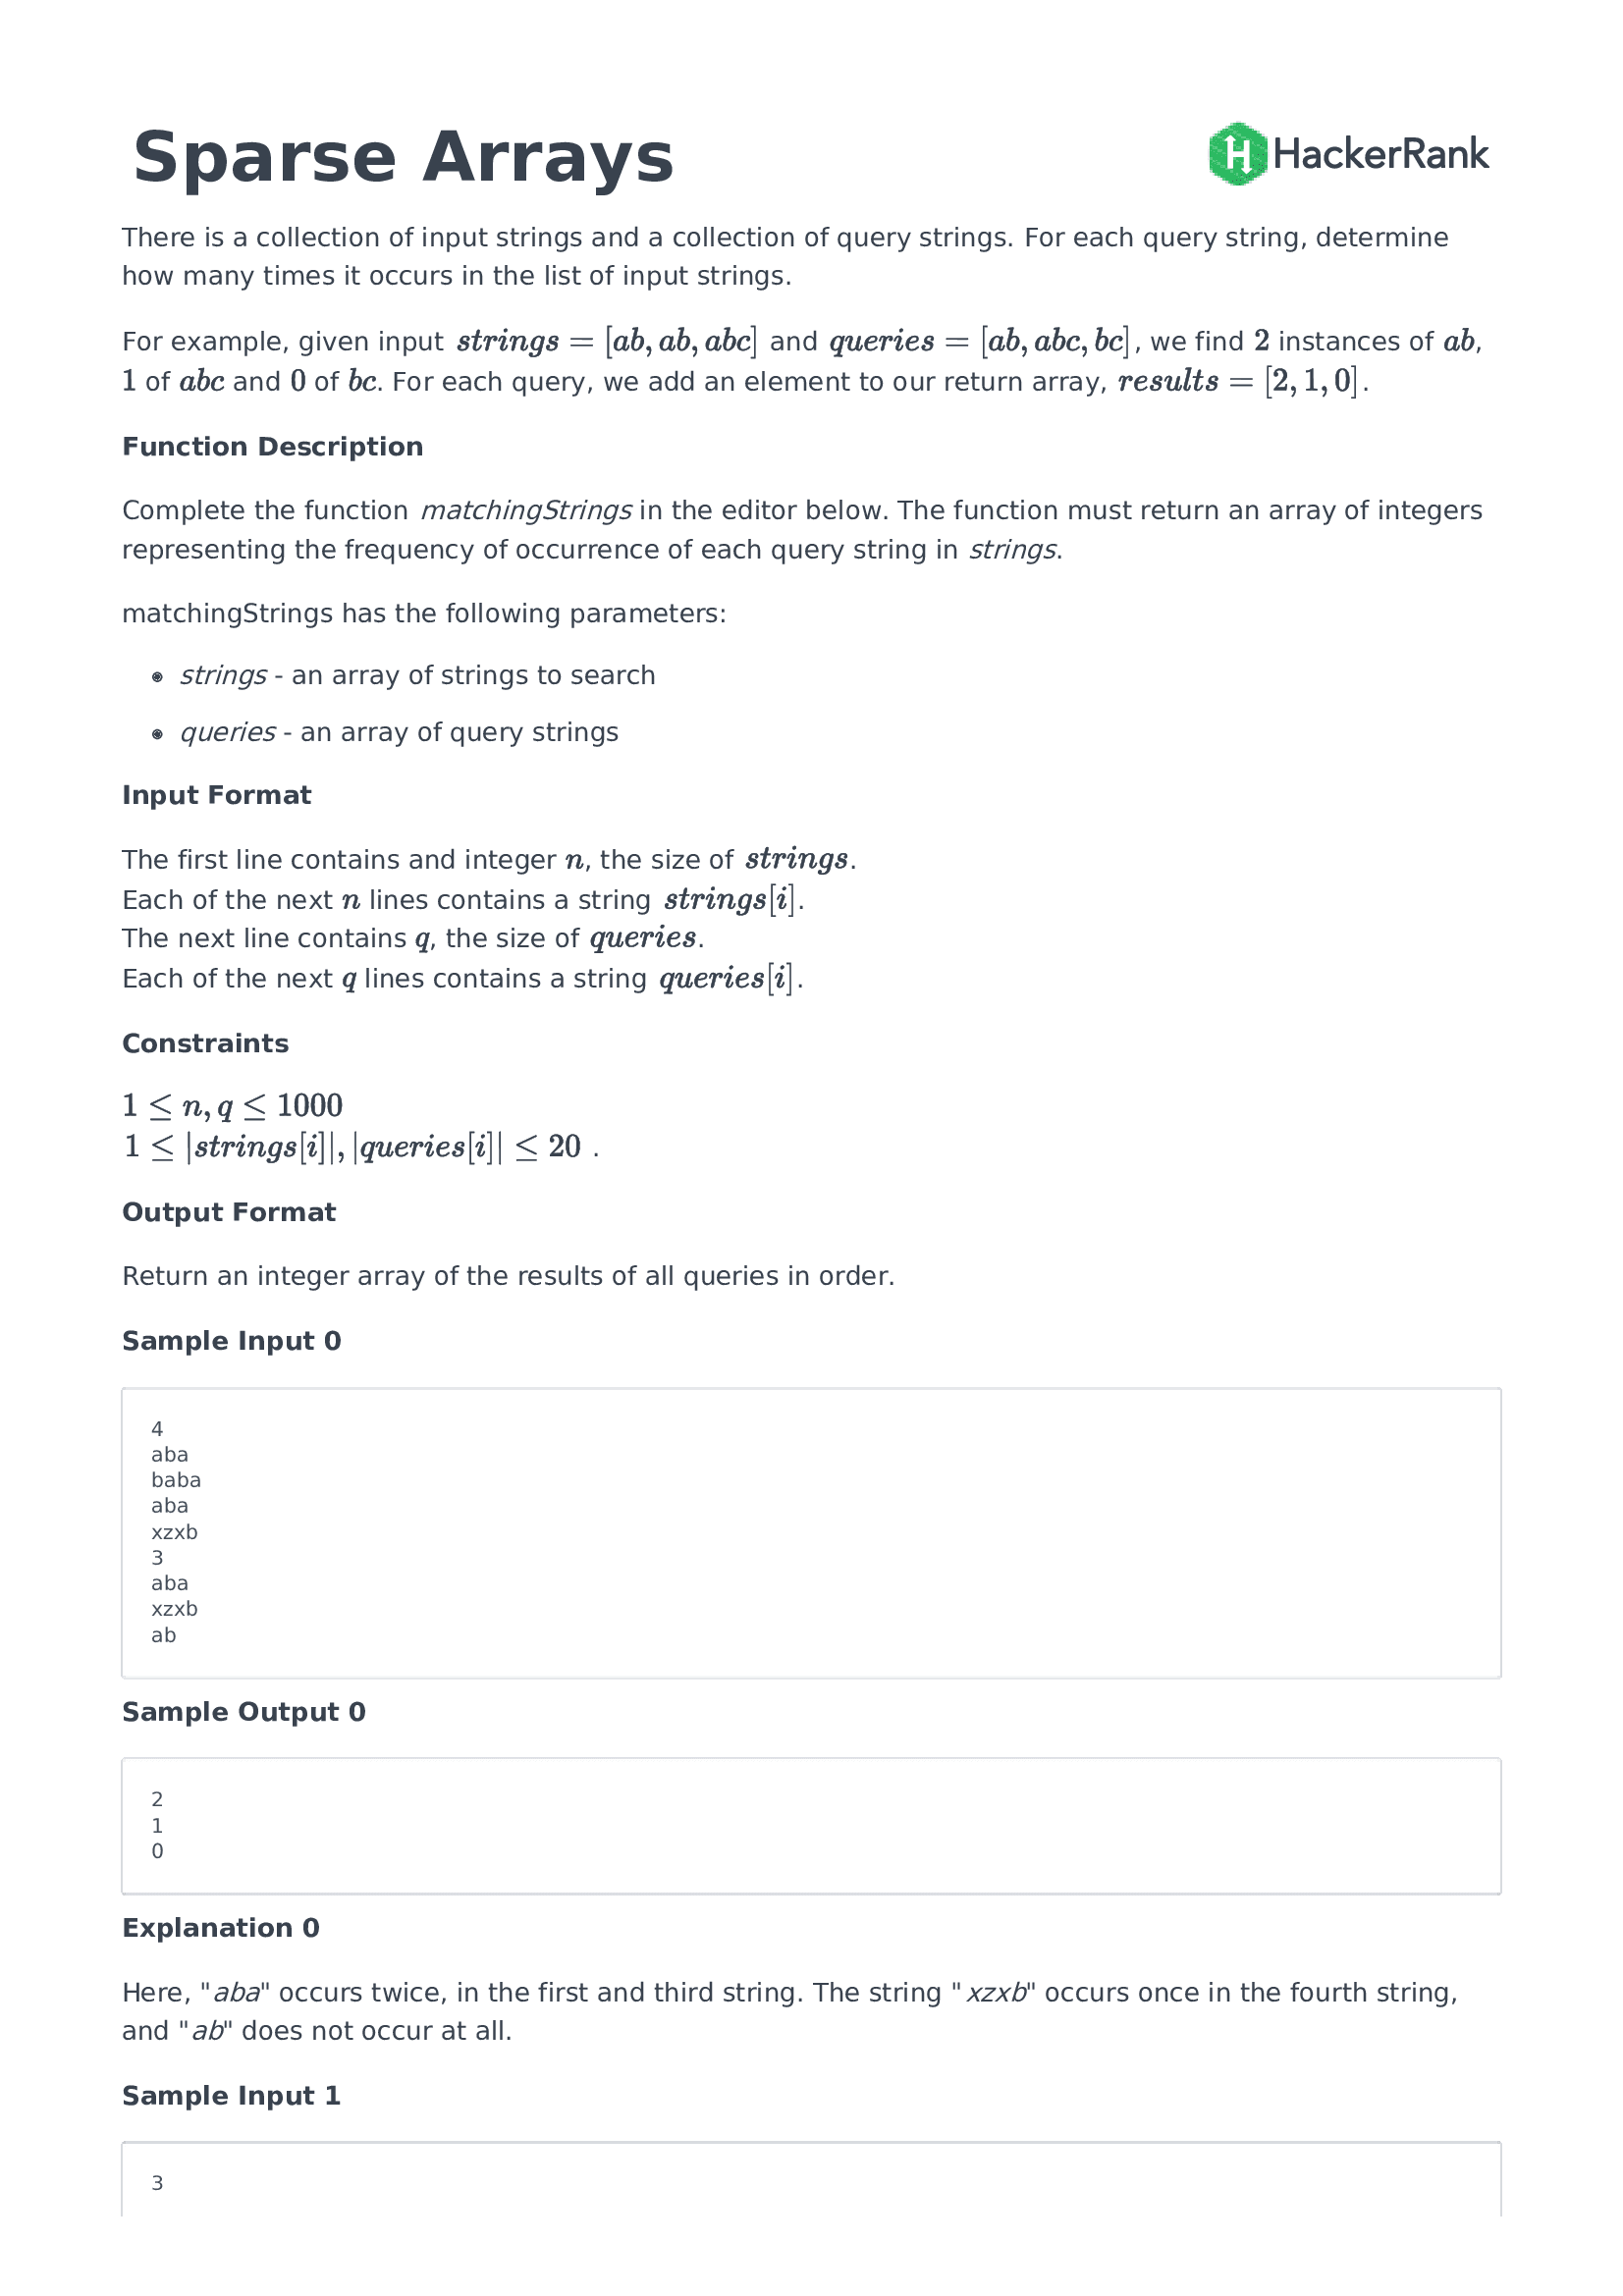 Sparse Arrays
HackerRank
There is a collection of input strings and a collection of query strings. For each query string, determine
how many times it occurs in the list of input strings.
For example, given input strings = [ab, ab, abc] and queries = [ab, abc, bc], we find 2 instances of ab,
1 of abc and 0 of bc. For each query, we add an element to our return array, results = [2, 1, 0].
Function Description
Complete the function matchingStrings in the editor below. The function must return an array of integers
representing the frequency of occurrence of each query string in strings.
matchingStrings has the following parameters:
• strings - an array of strings to search
• queries - an array of query strings
Input Format
The first line contains and integer n, the size of strings.
Each of the next n lines contains a string strings[i].
The next line contains q, the size of queries.
Each of the next q lines contains a string queries[i].
Constraints
1 ≤ n, q ≤ 1000
1 ≤ |strings[i]|, |queries[i]| ≤ 20 .
Output Format
Return an integer array of the results of all queries in order.
Sample Input 0
4
aba
baba
aba
xzxb
3
aba
xzxb
ab
Sample Output 0
2
1
0
Explanation 0
Here, "aba" occurs twice, in the first and third string. The string "xzxb" occurs once in the fourth string,
and "ab" does not occur at all.
Sample Input 1
3